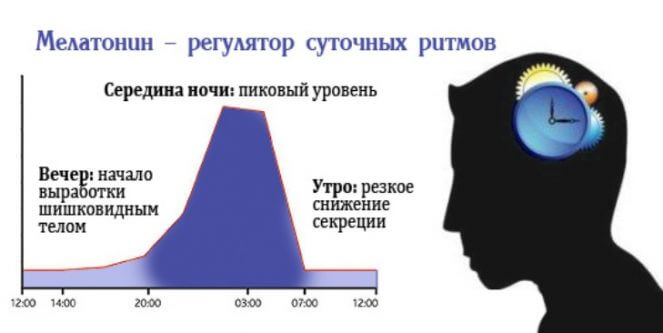 Мелатонин – регулятор суточных ритмов
Середина ночи: пиковый уровень
Вечер: начало
выработки
шишковидным
телом
Утро: резкое
снижение
секреции
12:00 14:00 20:00 03:00 07:00 12:00